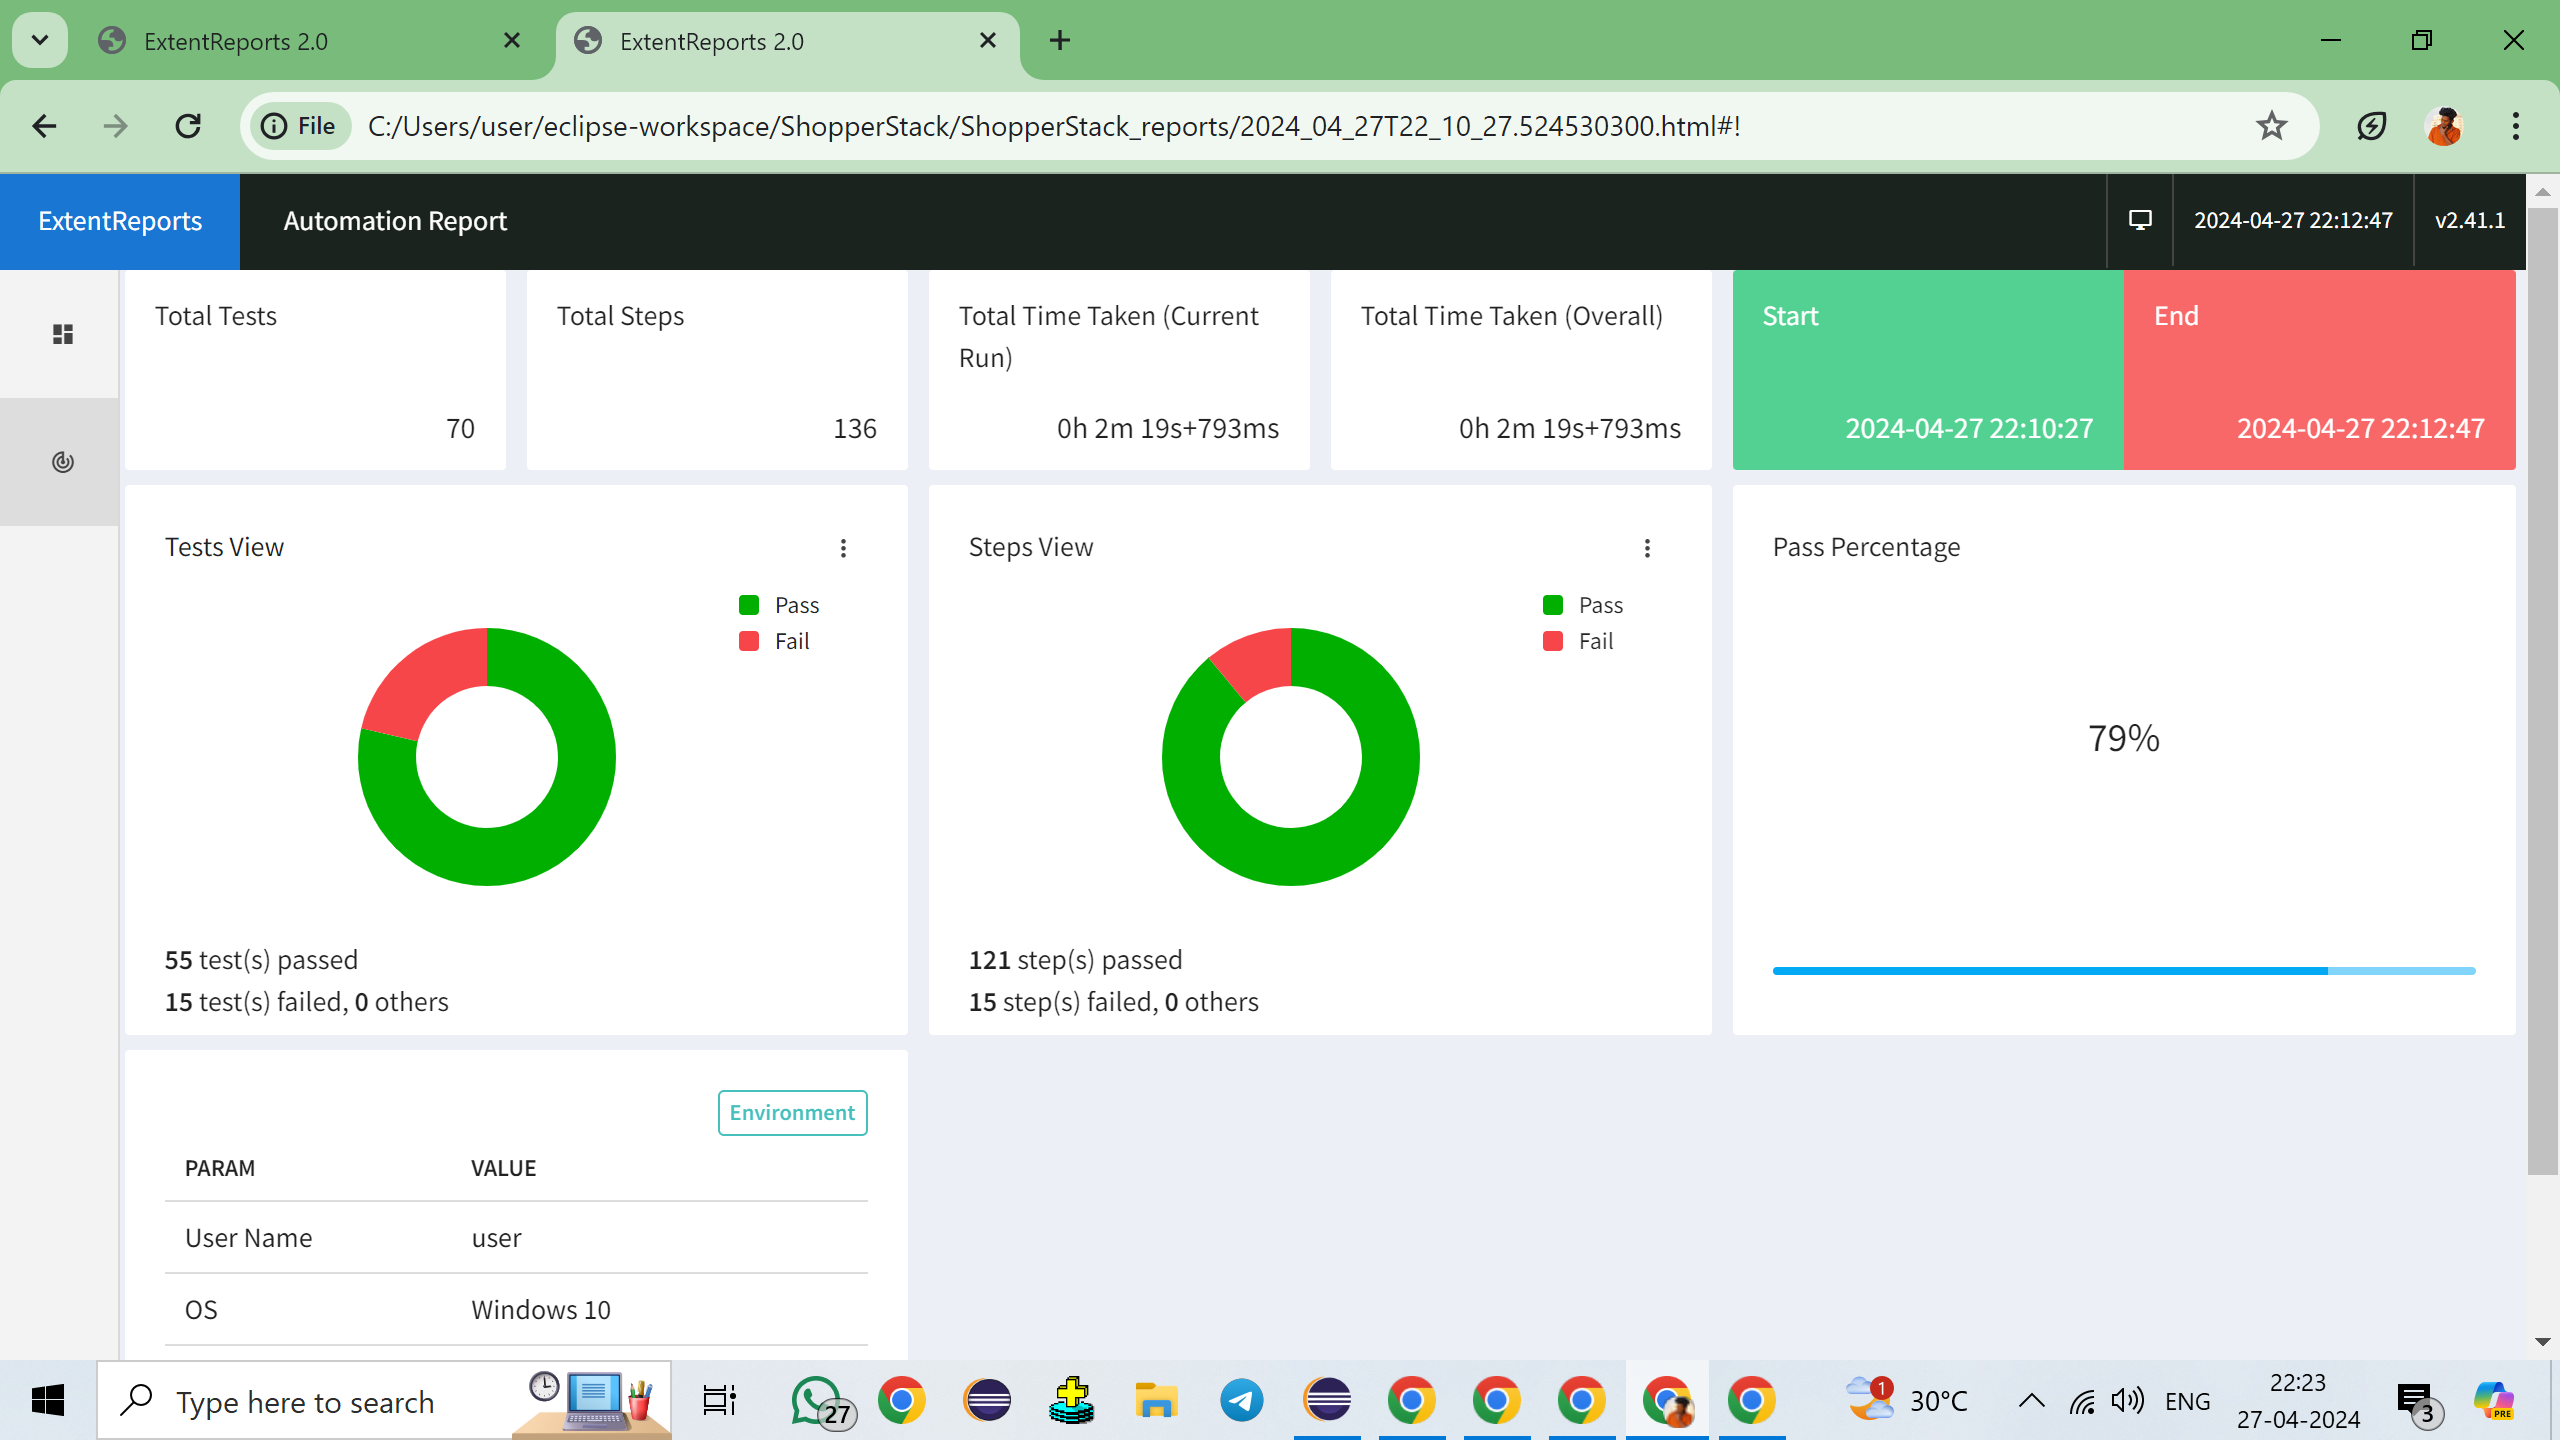 ExtentReports 2.0
ExtentReports 2.0
File
C:/Users/user/eclipse-workspace/ShopperStack/ShopperStack_reports/2024_04_27T22_10_27.524530300.html#!
ExtentReports
Automation Report
2024-04-27 22:12:47
v2.41.1
Total Tests
70
Total Steps
136
Total Time Taken (Current
Run)
0h 2m 19s+793ms
Total Time Taken (Overall)
0h 2m 19s+793ms
Start
2024-04-27 22:10:27
End
2024-04-27 22:12:47
Tests View
Pass
Fail
55 test(s) passed
15 test(s) failed, 0 others
Steps View
Pass
Fail
121 step(s) passed
15 step(s) failed, 0 others
Pass Percentage
79%
Environment
PARAM VALUE
User Name user
OS Windows 10
Type here to search
27
1
30°C
ENG
22:23
27-04-2024
3
PRE